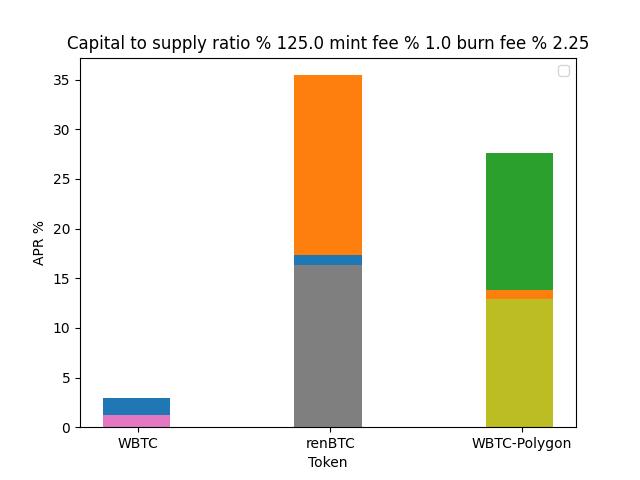 Capital to supply ratio % 125.0 mint fee % 1.0 burn fee % 2.25
35
30
25
20
15
10
5
0
APR %
WBTC renBTC WBTC-Polygon
Token